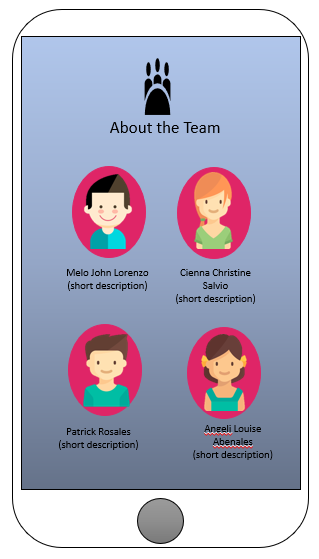 About the Team
Melo John Lorenzo
(short description)
Cienna Christine
Salvio
(short description)
Patrick Rosales
(short description)
Angeli Louise
Abenales
(short description)